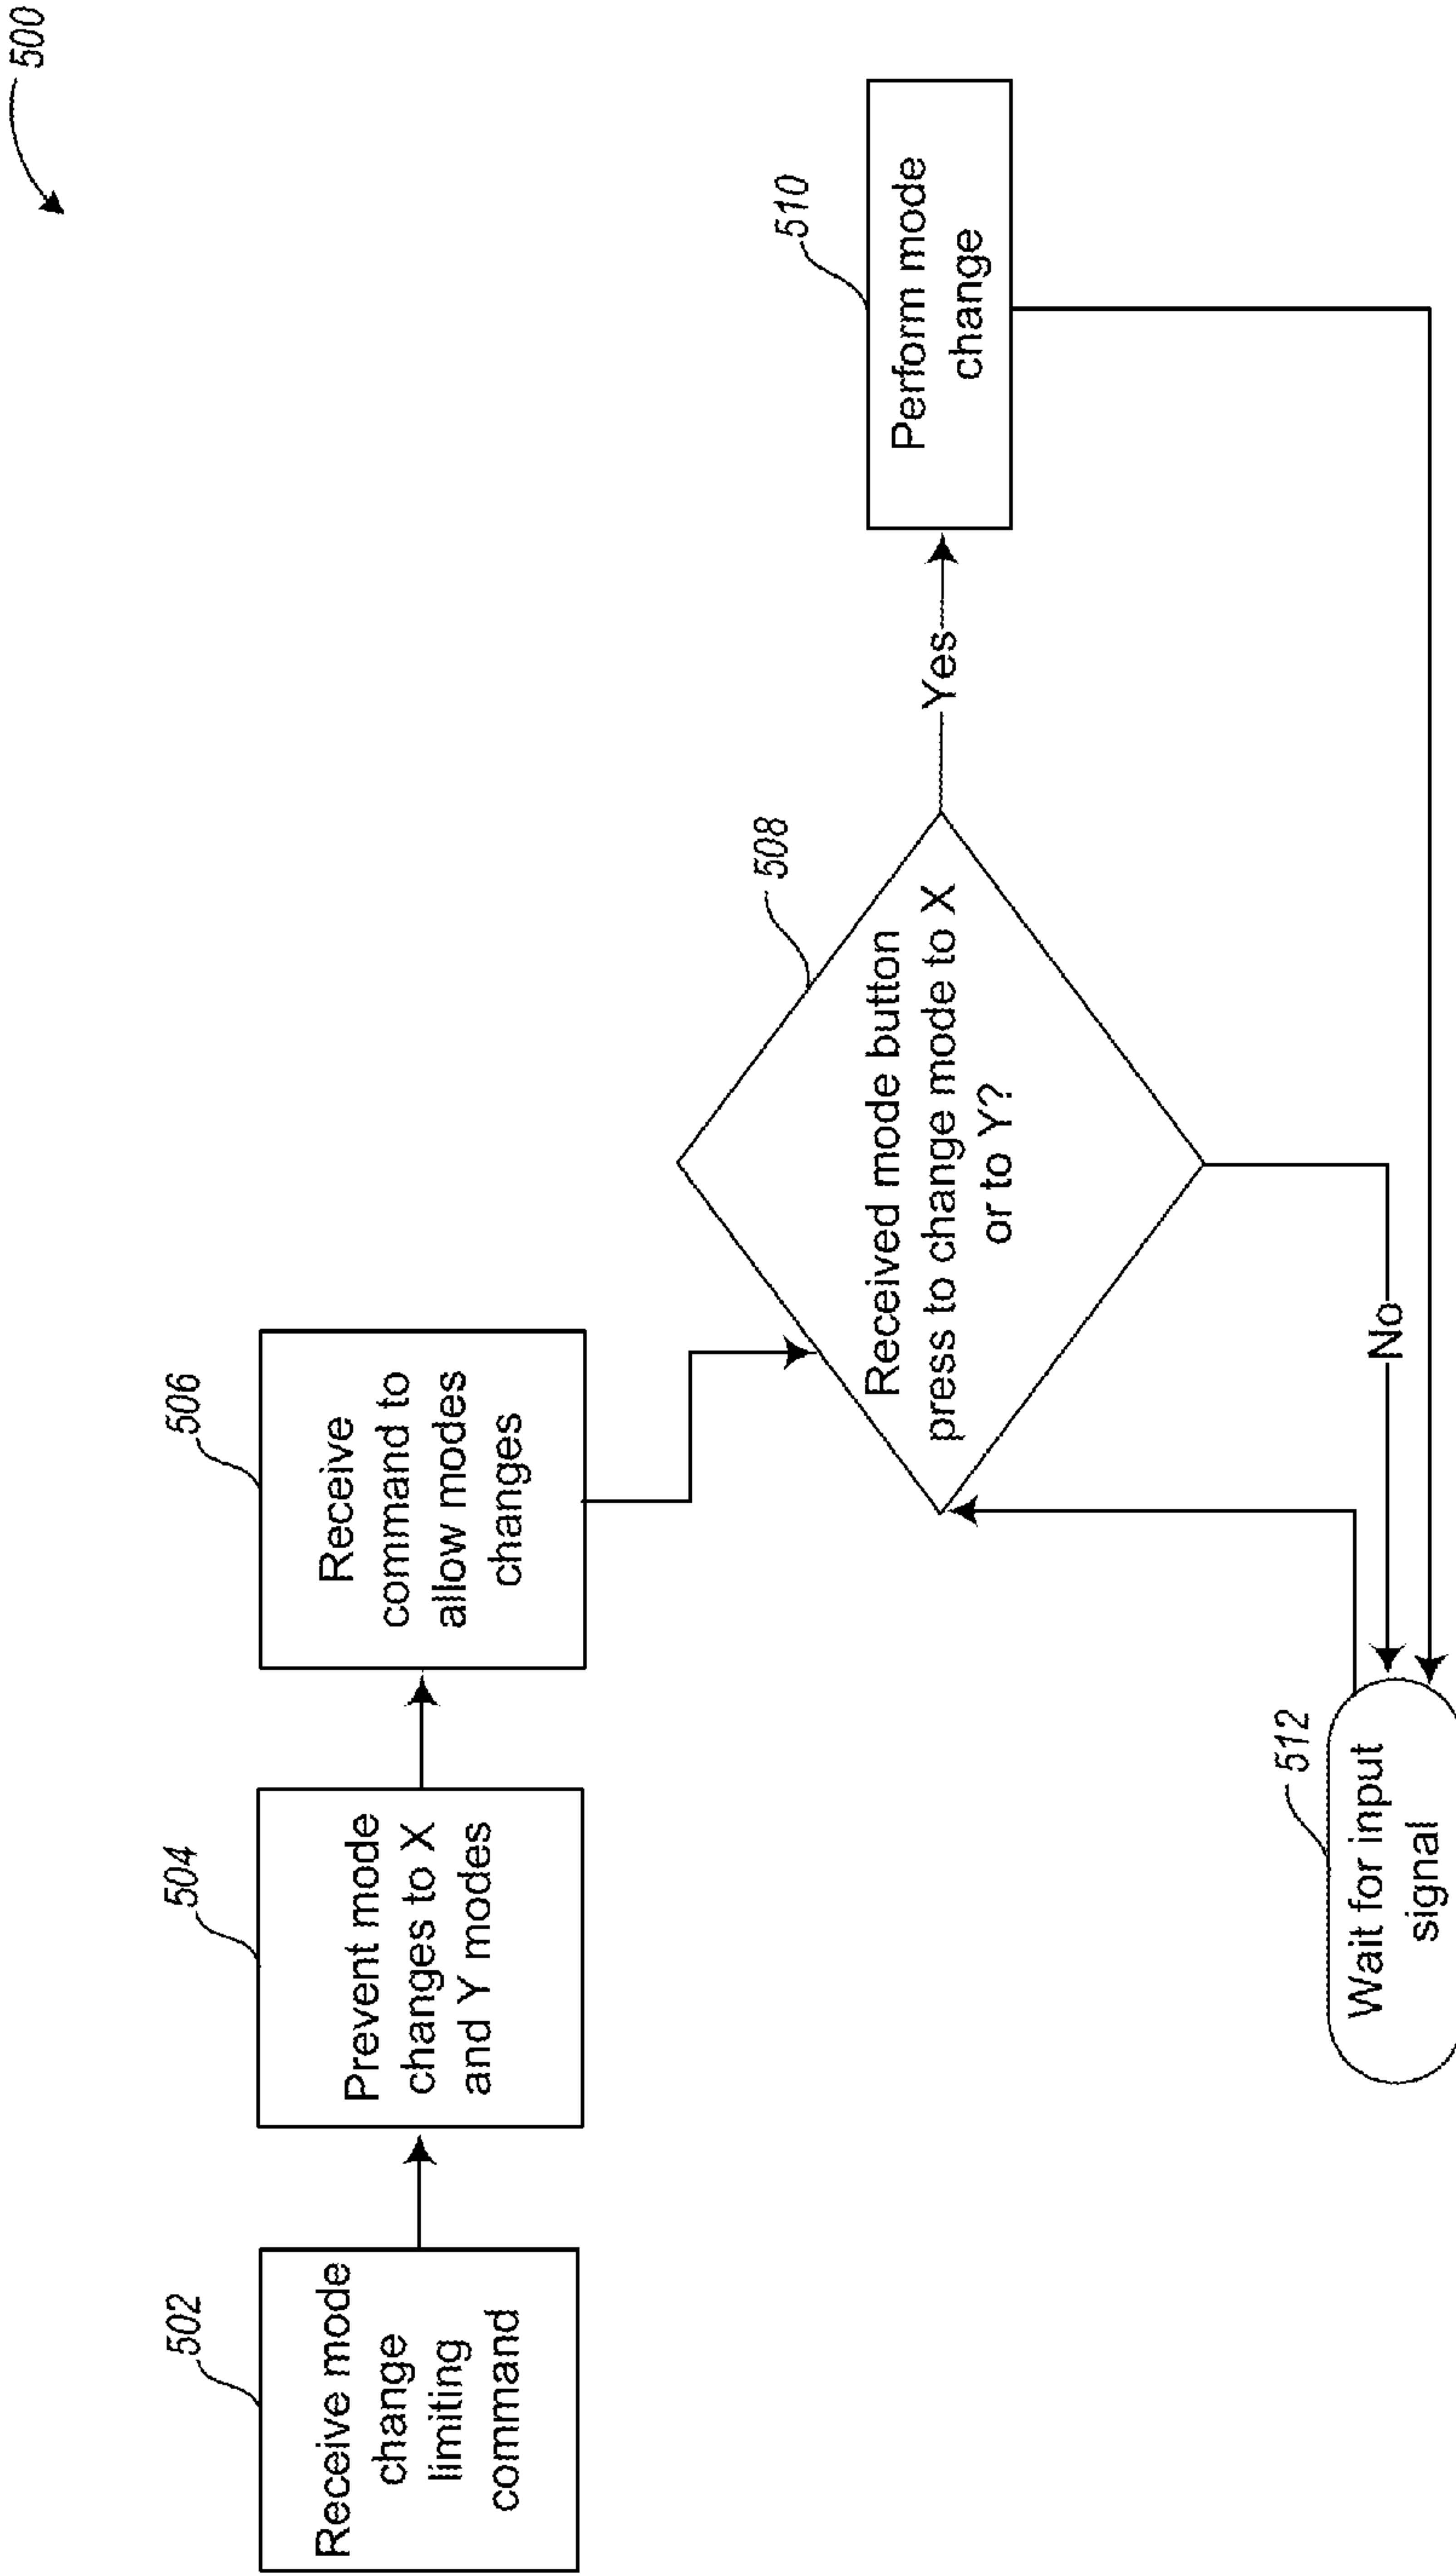 500
502
Receive mode
change
limiting
command
504
Prevent mode
changes to X
and Y modes
506
Receive
command to
allow modes
changes
508
Received mode button
press to change mode to X
or to Y?
Yes
510
Perform mode
change
No
512
Wait for input
signal